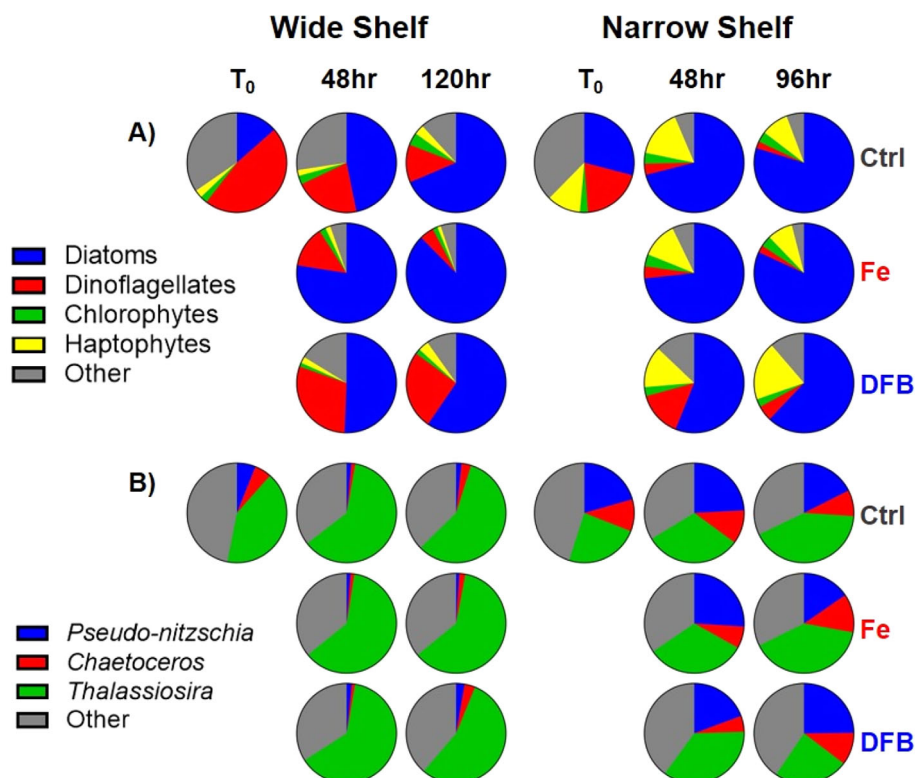 Wide Shelf Narrow Shelf
T0 48hr 120hr T0 48hr 96hr
A)
Ctrl
Diatoms
Dinoflagellates
Chlorophytes
Haptophytes
Other
Fe
DFB
B)
Ctrl
Pseudo-nitzschia
Chaetoceros
Thalassiosira
Other
Fe
DFB